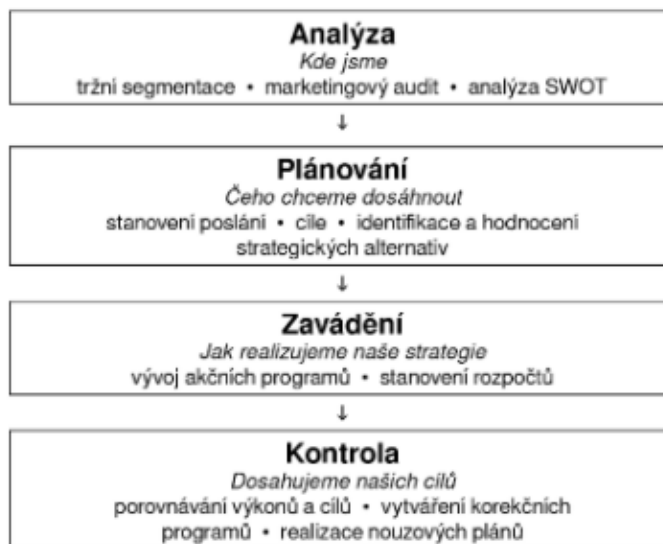 Analýza
Kde jsme
tržní segmentace • marketingový audit • analýza SWOT
↓
Plánování
Čeho chceme dosáhnout
stanovení poslání • cíle • identifikace a hodnocení
strategických alternativ
↓
Zavádění
Jak realizujeme naše strategie
vývoj akčních programů • stanovení rozpočtů
↓
Kontrola
Dosahujeme našich cílů
porovnávání výkonů a cílů • vytváření korekčních
programů • realizace nouzových plánů